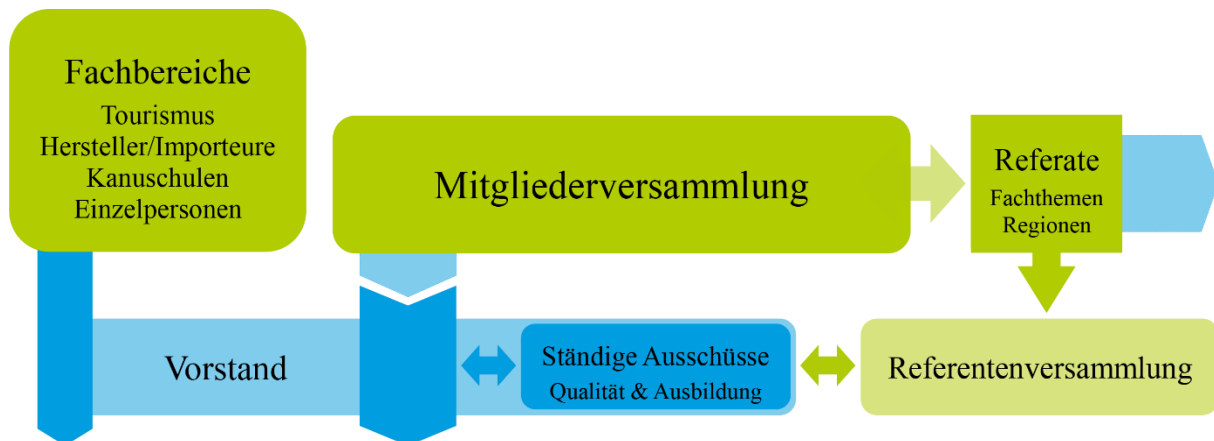 Fachbereiche
Tourismus
Hersteller/Importeure
Kanuschulen
Einzelpersonen
Mitgliederversammlung
Referate
Fachthemen
Regionen
Vorstand
Ständige Ausschüsse
Qualität & Ausbildung
Referentenversammlung